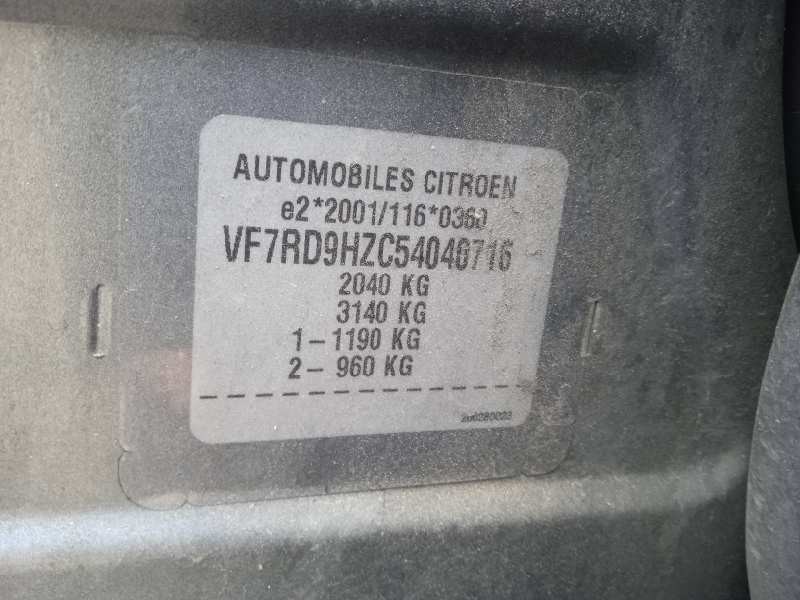 AUTOMOBILES CITROEN
e2*2001/116*0360
VF7RD9HZC54040716
2040 KG
3140 KG
1-1190 KG
2- 960 KG